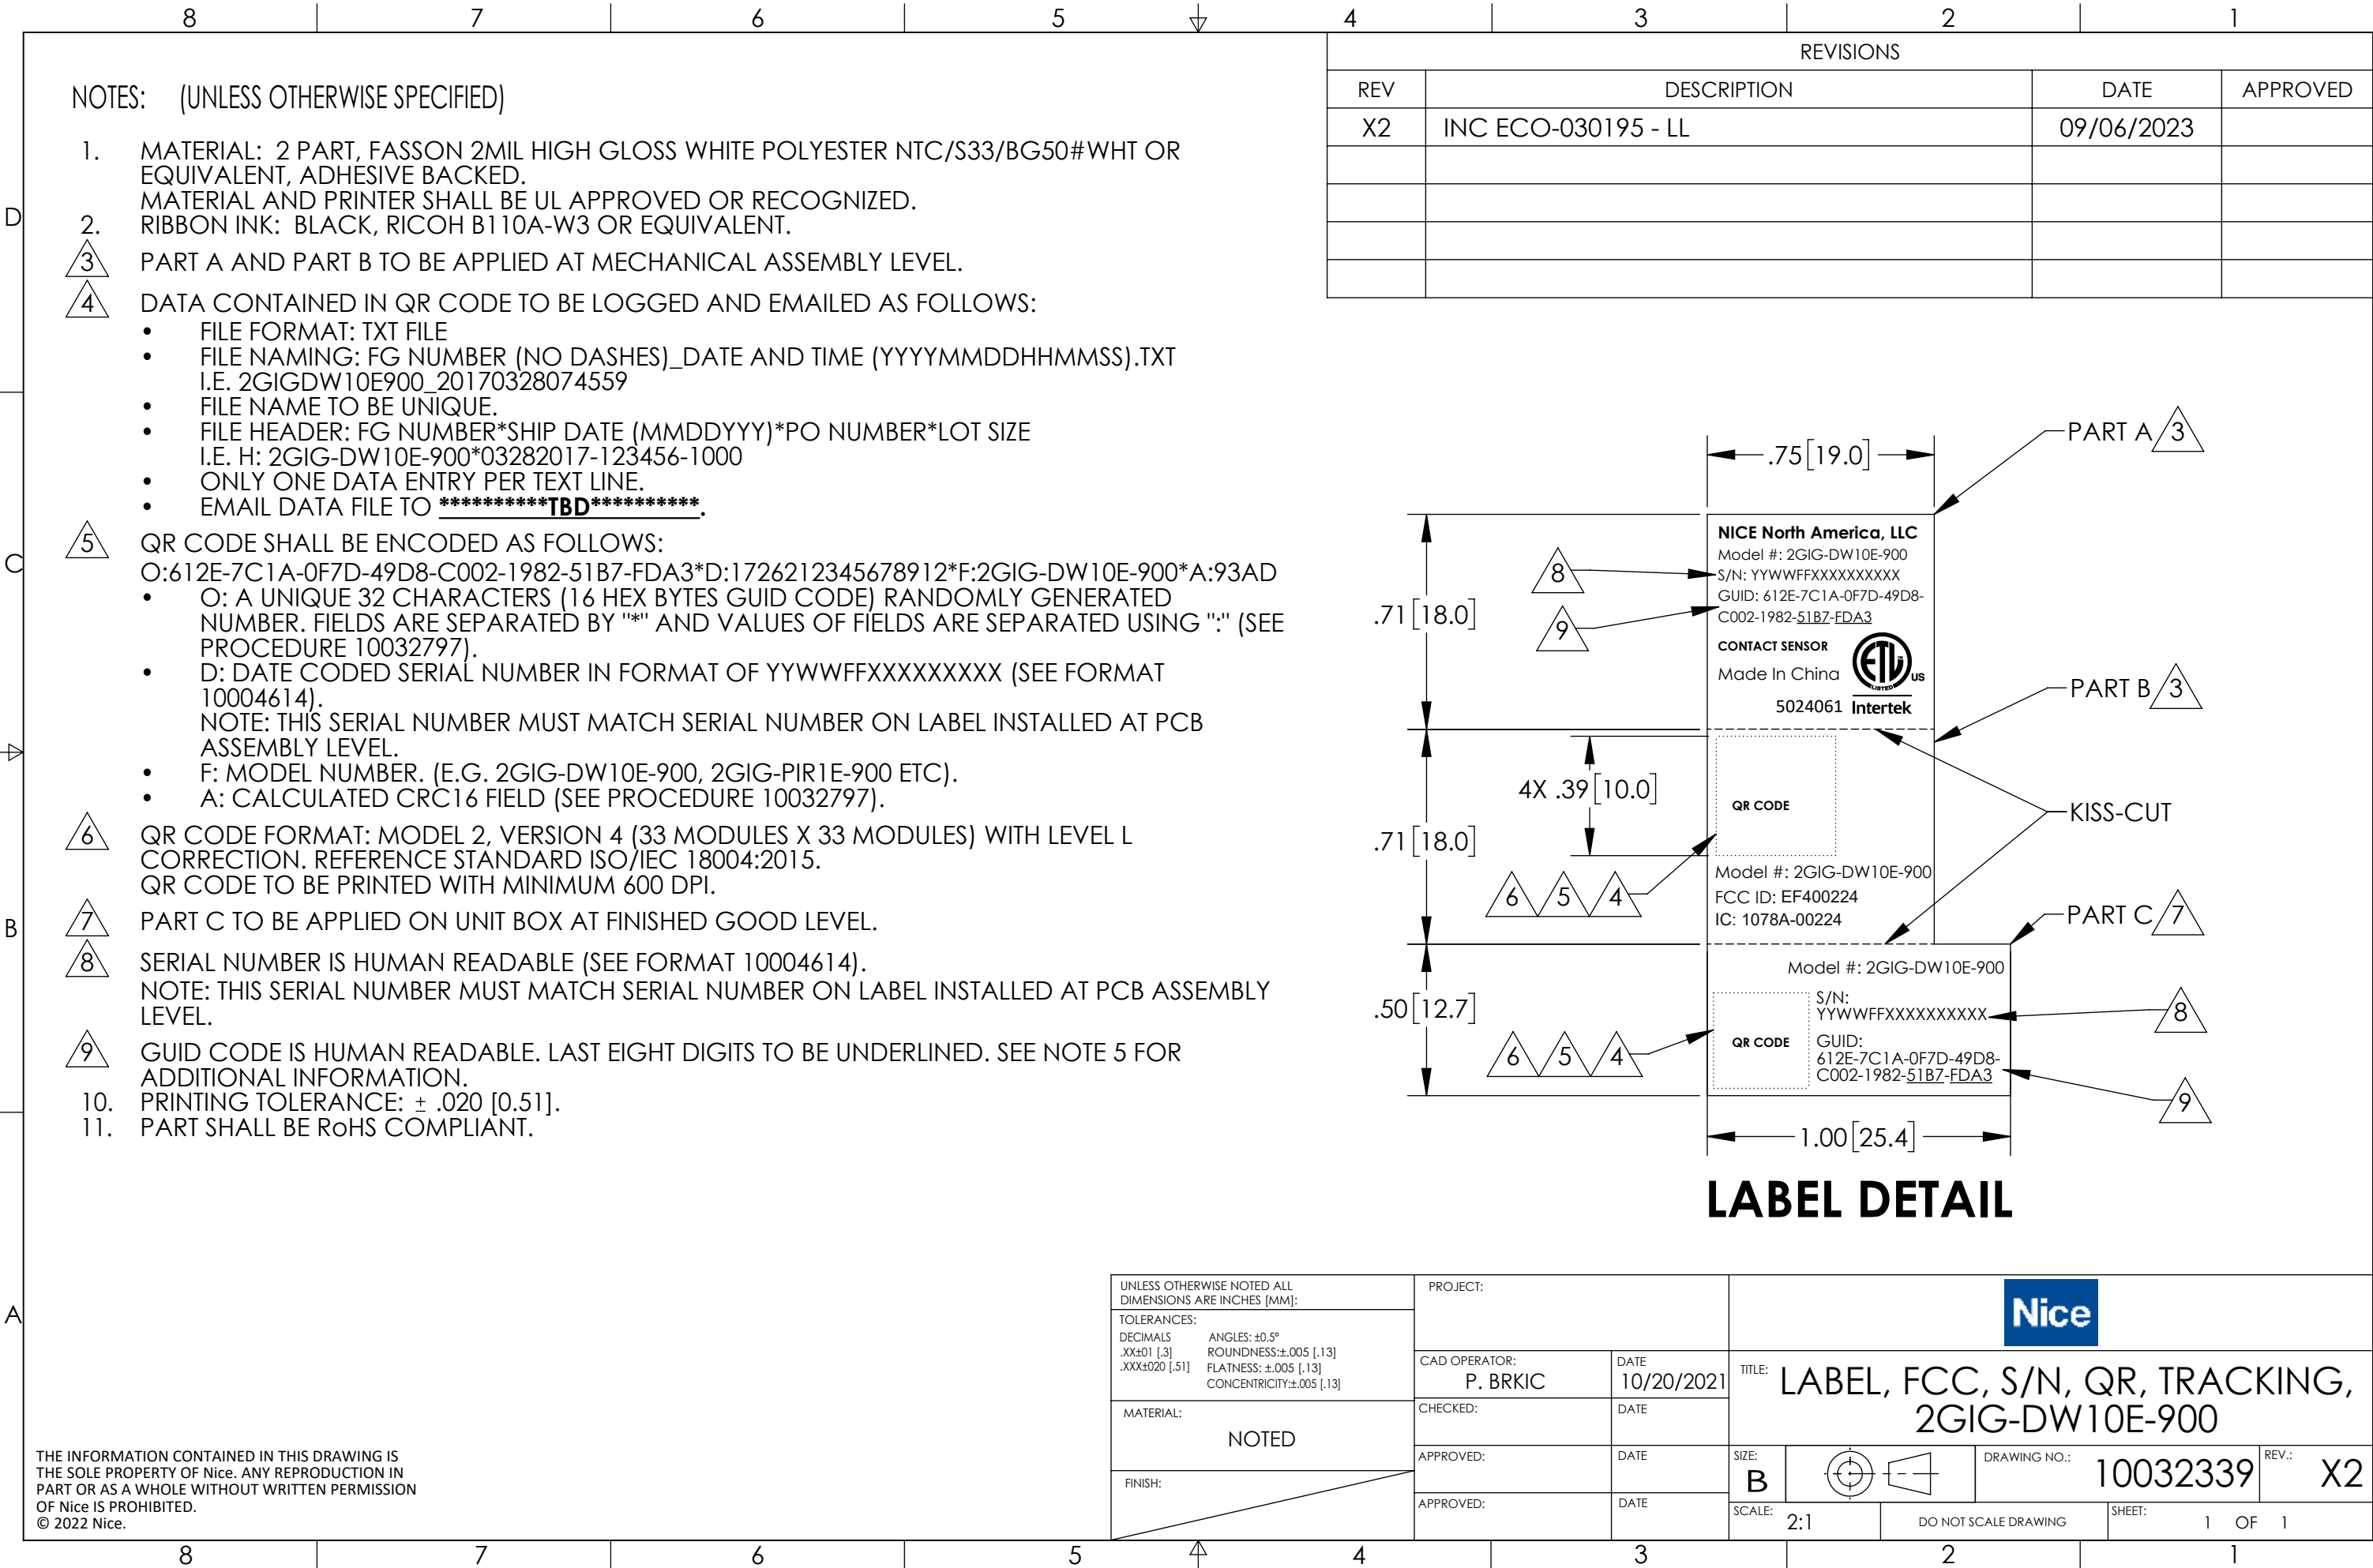 8 7 6 5 4 3 2 1
REVISIONS
REV DESCRIPTION DATE APPROVED
X2 INC ECO-030195 - LL 09/06/2023
NOTES: (UNLESS OTHERWISE SPECIFIED)
1. MATERIAL: 2 PART, FASSON 2MIL HIGH GLOSS WHITE POLYESTER NTC/S33/BG50#WHT OR
EQUIVALENT, ADHESIVE BACKED.
MATERIAL AND PRINTER SHALL BE UL APPROVED OR RECOGNIZED.
2. RIBBON INK: BLACK, RICOH B110A-W3 OR EQUIVALENT.
3 PART A AND PART B TO BE APPLIED AT MECHANICAL ASSEMBLY LEVEL.
4 DATA CONTAINED IN QR CODE TO BE LOGGED AND EMAILED AS FOLLOWS:
• FILE FORMAT: TXT FILE
• FILE NAMING: FG NUMBER (NO DASHES)_DATE AND TIME (YYYYMMDDHHMMSS).TXT
I.E. 2GIGDW10E900_20170328074559
• FILE NAME TO BE UNIQUE.
• FILE HEADER: FG NUMBER*SHIP DATE (MMDDYYY)*PO NUMBER*LOT SIZE
I.E. H: 2GIG-DW10E-900*03282017-123456-1000
• ONLY ONE DATA ENTRY PER TEXT LINE.
• EMAIL DATA FILE TO **********TBD**********.
5 QR CODE SHALL BE ENCODED AS FOLLOWS:
O:612E-7C1A-0F7D-49D8-C002-1982-51B7-FDA3*D:1726212345678912*F:2GIG-DW10E-900*A:93AD
• O: A UNIQUE 32 CHARACTERS (16 HEX BYTES GUID CODE) RANDOMLY GENERATED
NUMBER. FIELDS ARE SEPARATED BY "*" AND VALUES OF FIELDS ARE SEPARATED USING ":" (SEE
PROCEDURE 10032797).
• D: DATE CODED SERIAL NUMBER IN FORMAT OF YYWWFFXXXXXXXXX (SEE FORMAT
10004614).
NOTE: THIS SERIAL NUMBER MUST MATCH SERIAL NUMBER ON LABEL INSTALLED AT PCB
ASSEMBLY LEVEL.
• F: MODEL NUMBER. (E.G. 2GIG-DW10E-900, 2GIG-PIR1E-900 ETC).
• A: CALCULATED CRC16 FIELD (SEE PROCEDURE 10032797).
6 QR CODE FORMAT: MODEL 2, VERSION 4 (33 MODULES X 33 MODULES) WITH LEVEL L
CORRECTION. REFERENCE STANDARD ISO/IEC 18004:2015.
QR CODE TO BE PRINTED WITH MINIMUM 600 DPI.
7 PART C TO BE APPLIED ON UNIT BOX AT FINISHED GOOD LEVEL.
8 SERIAL NUMBER IS HUMAN READABLE (SEE FORMAT 10004614).
NOTE: THIS SERIAL NUMBER MUST MATCH SERIAL NUMBER ON LABEL INSTALLED AT PCB ASSEMBLY
LEVEL.
9 GUID CODE IS HUMAN READABLE. LAST EIGHT DIGITS TO BE UNDERLINED. SEE NOTE 5 FOR
ADDITIONAL INFORMATION.
10. PRINTING TOLERANCE: ± .020 [0.51].
11. PART SHALL BE RoHS COMPLIANT.
D
C
B
A
.75[19.0]
PART A 3
.71[18.0]
8
9
NICE North America, LLC
Model #: 2GIG-DW10E-900
S/N: YYWWFFXXXXXXXXXX
GUID: 612E-7C1A-0F7D-49D8-
C002-1982-51B7-FDA3
CONTACT SENSOR
Made In China
ETL
LISTED
US
5024061 Intertek
PART B 3
KISS-CUT
4X .39[10.0]
.71[18.0]
QR CODE
6 5 4
Model #: 2GIG-DW10E-900
FCC ID: EF400224
IC: 1078A-00224
PART C 7
.50[12.7]
Model #: 2GIG-DW10E-900
S/N:
YYWWFFXXXXXXXXXX
8
QR CODE
6 5 4
GUID:
612E-7C1A-0F7D-49D8-
C002-1982-51B7-FDA3
9
1.00[25.4]
LABEL DETAIL
UNLESS OTHERWISE NOTED ALL
DIMENSIONS ARE INCHES [MM]:
TOLERANCES:
DECIMALS ANGLES: ±0.5°
.XX±01 [.3] ROUNDNESS:±.005 [.13]
.XXX±020 [.51] FLATNESS: ±.005 [.13]
CONCENTRICITY:±.005 [.13]
MATERIAL:
NOTED
FINISH:
PROJECT:
CAD OPERATOR: DATE
P. BRKIC 10/20/2021
CHECKED: DATE
APPROVED: DATE
APPROVED: DATE
Nice
TITLE: LABEL, FCC, S/N, QR, TRACKING,
2GIG-DW10E-900
SIZE: B
DRAWING NO.: 10032339
REV.: X2
SCALE: 2:1
DO NOT SCALE DRAWING
SHEET: 1 OF 1
THE INFORMATION CONTAINED IN THIS DRAWING IS
THE SOLE PROPERTY OF Nice. ANY REPRODUCTION IN
PART OR AS A WHOLE WITHOUT WRITTEN PERMISSION
OF Nice IS PROHIBITED.
© 2022 Nice.
8 7 6 5 4 3 2 1